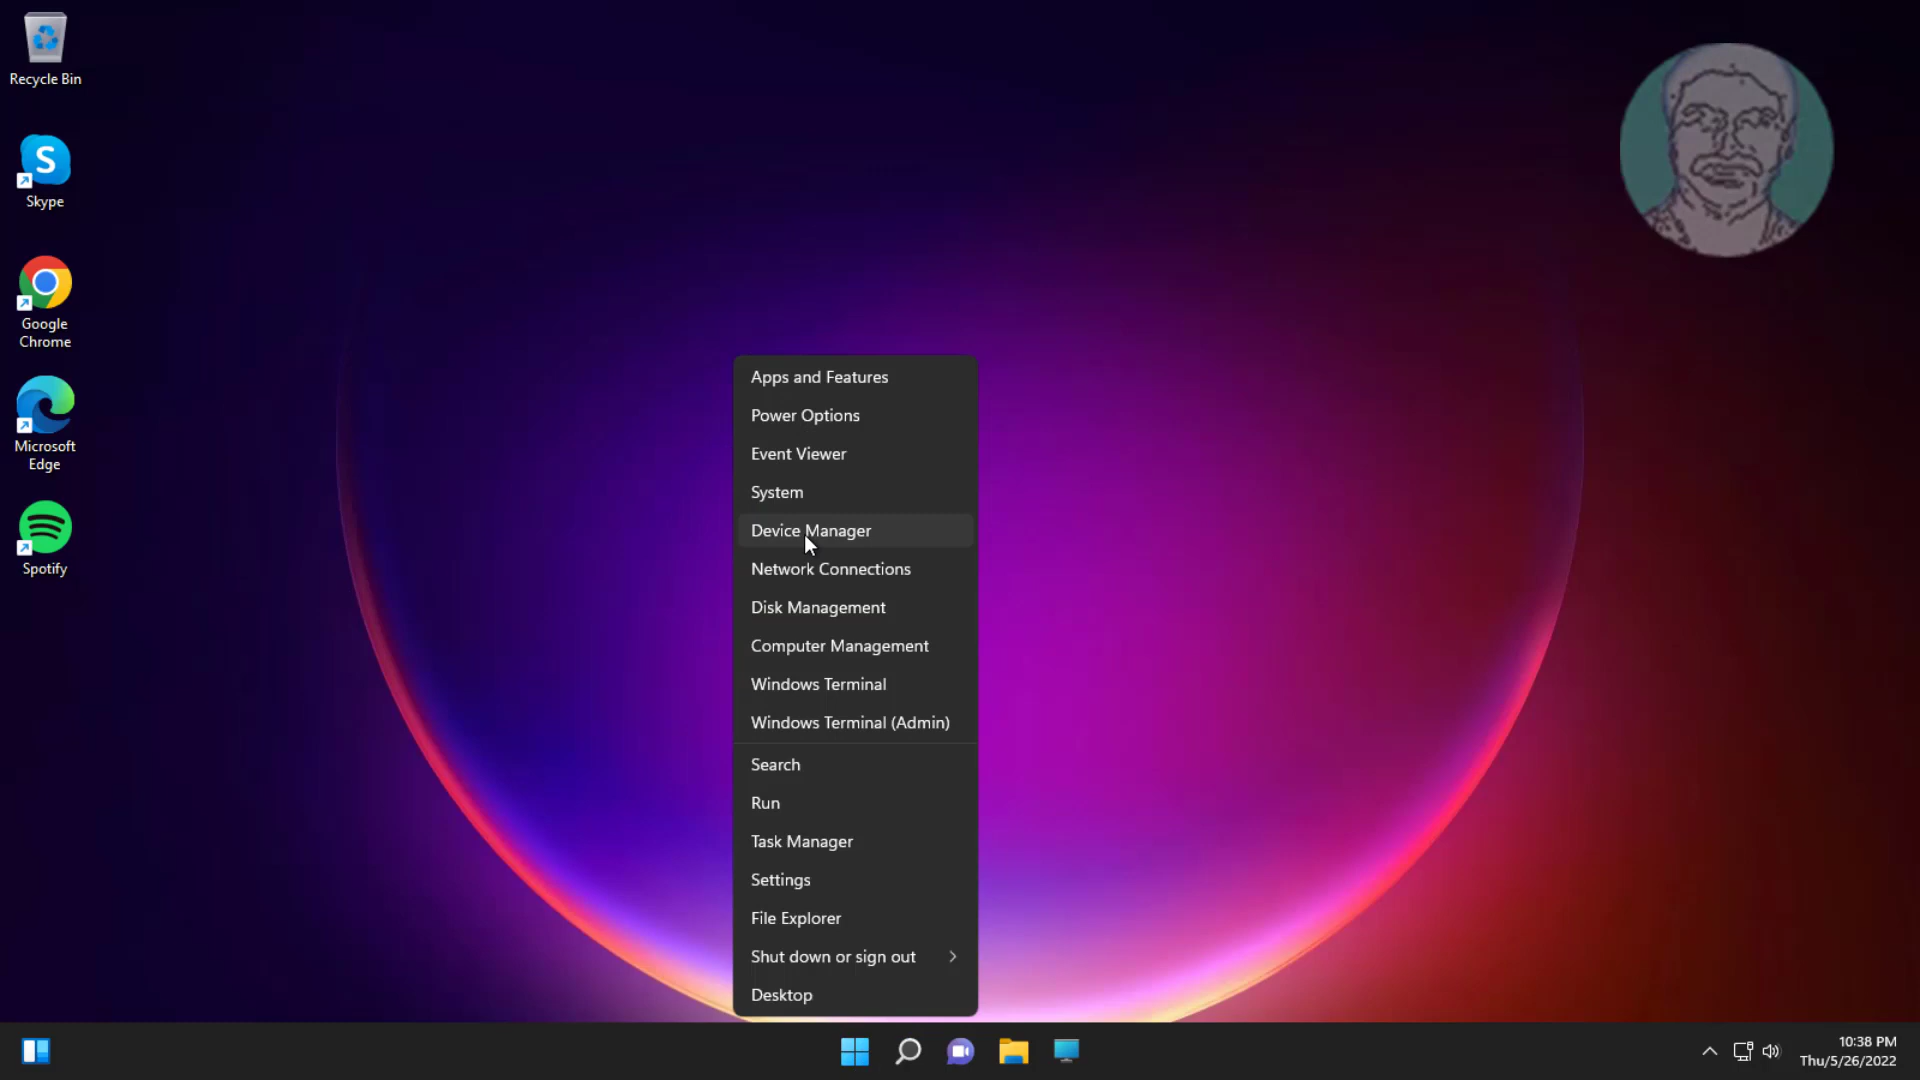 Recycle Bin
Skype
Google
Chrome
Microsoft
Edge
Spotify
Apps and Features
Power Options
Event Viewer
System
Device Manager
Network Connections
Disk Management
Computer Management
Windows Terminal
Windows Terminal (Admin)
Search
Run
Task Manager
Settings
File Explorer
Shut down or sign out
Desktop
10:38 PM
Thu/5/26/2022